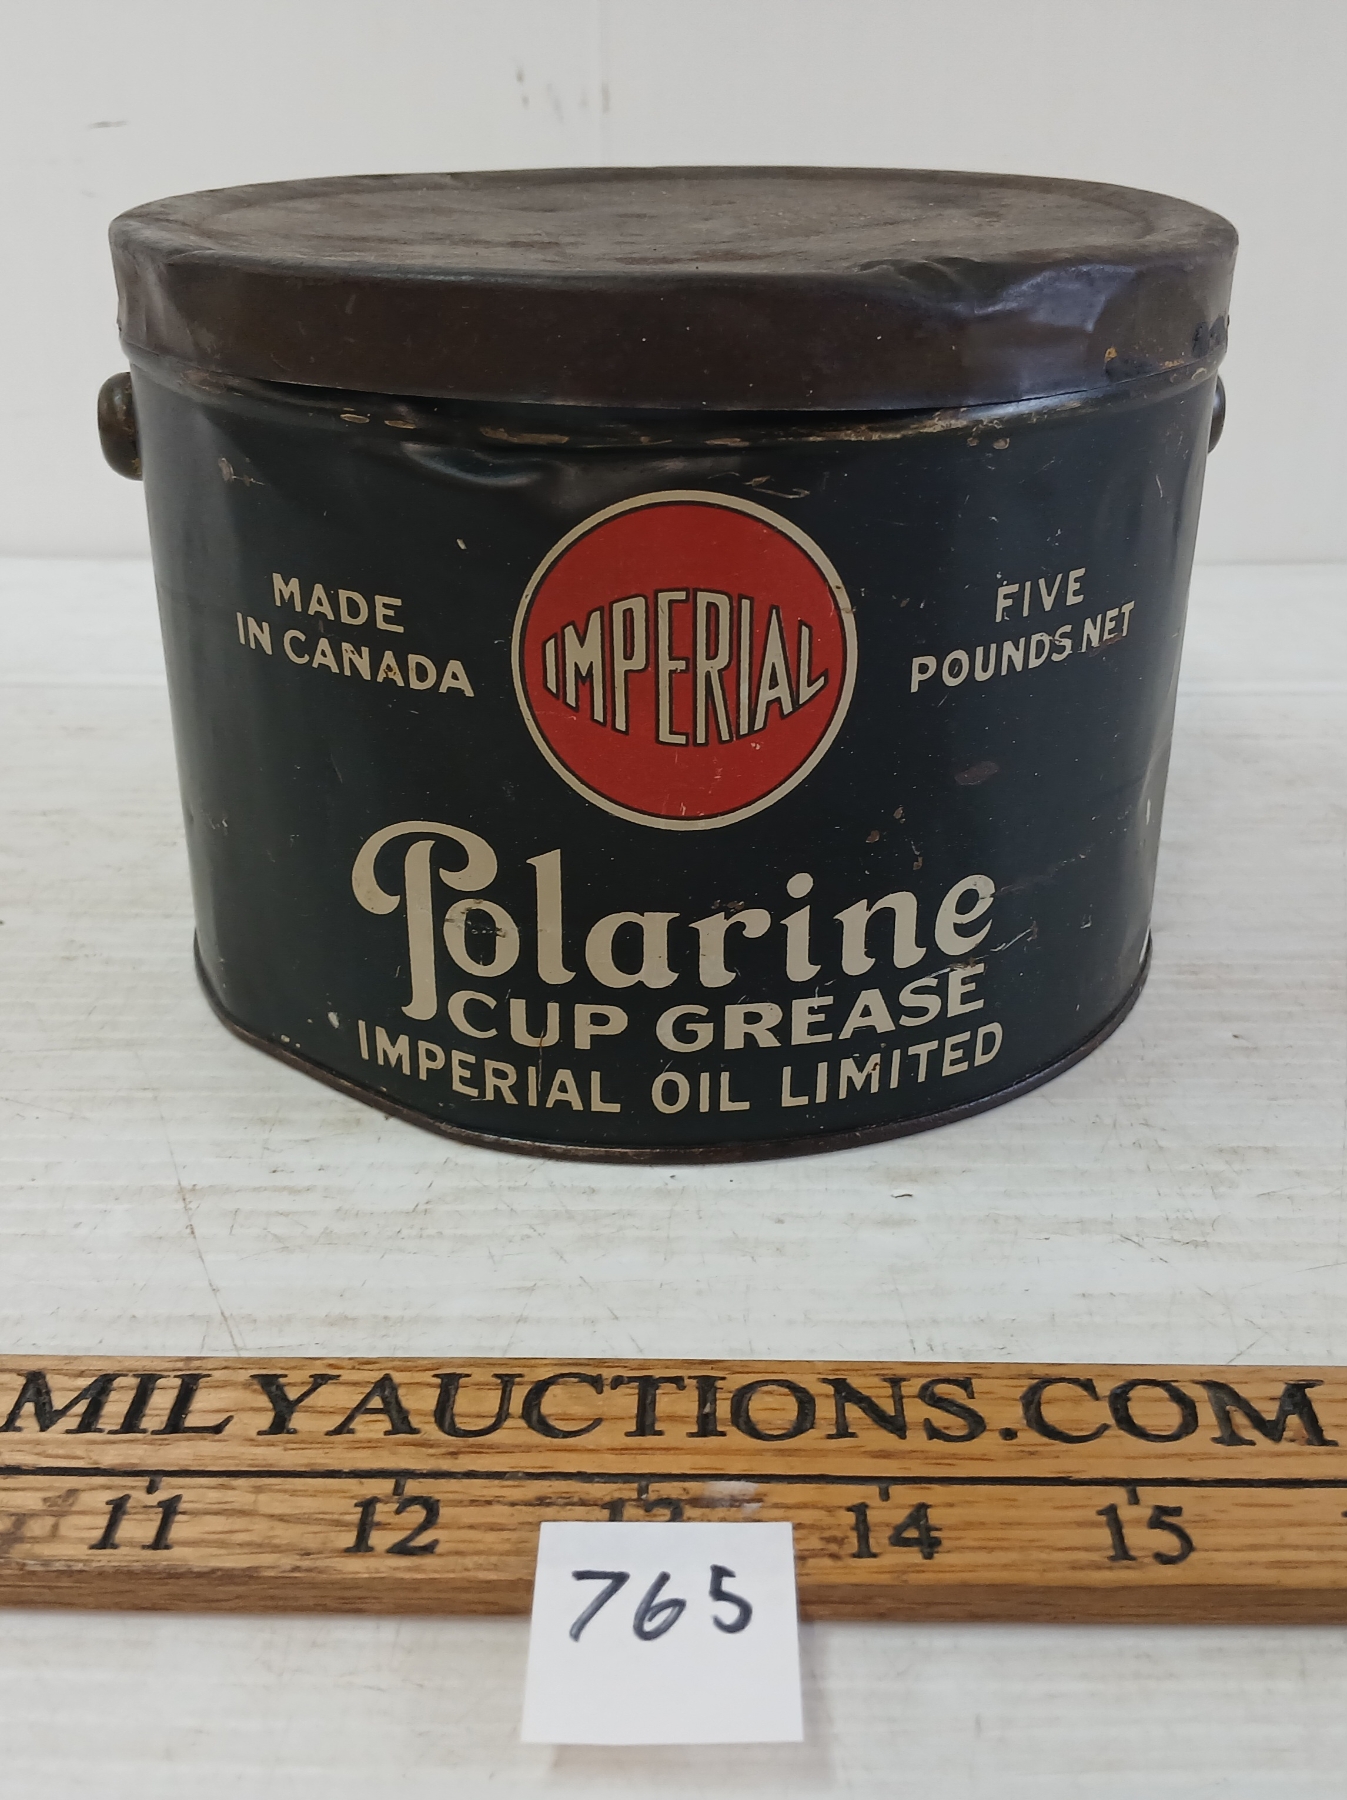 IMPERIAL
MADE
IN CANADA
FIVE
POUNDS NET
Polarine
CUP GREASE
IMPERIAL OIL LIMITED
MILYAUCTIONS.COM
11 12 13 14 15
765